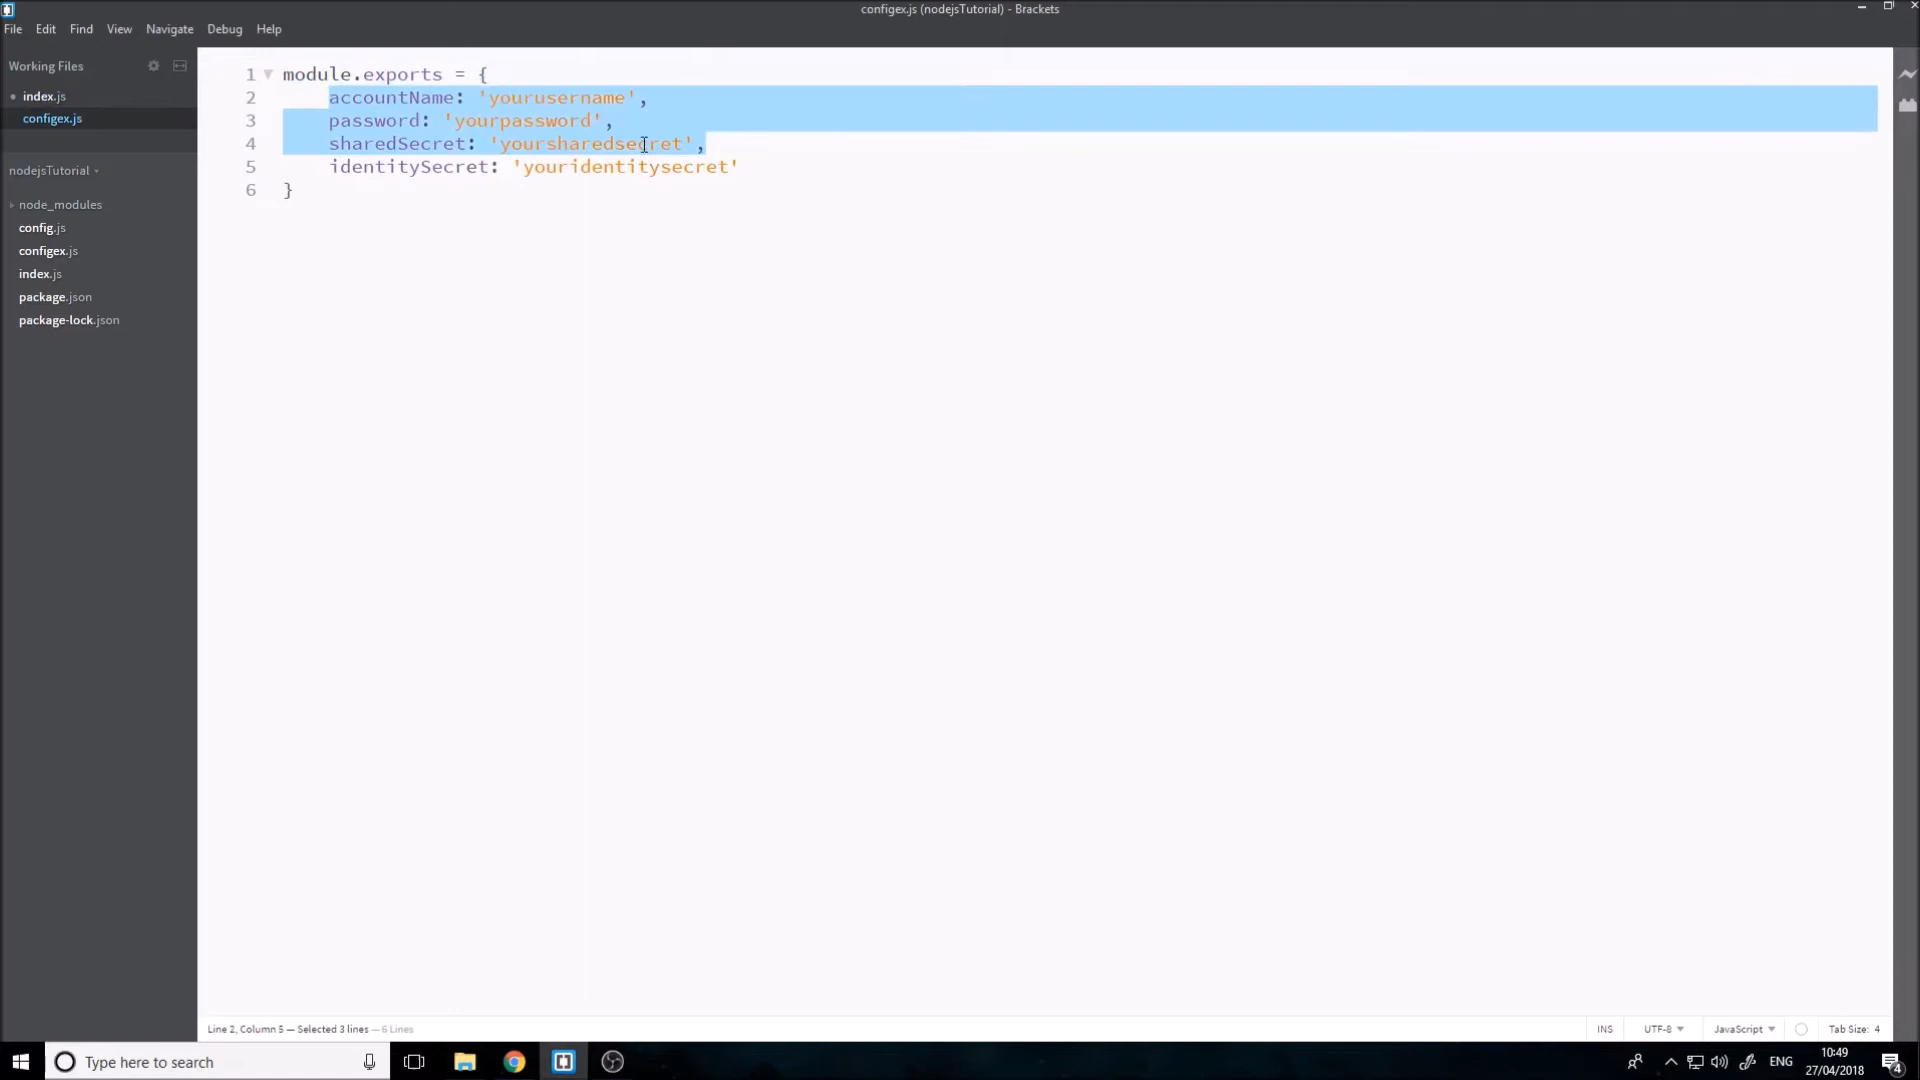 configex.js (nodejsTutorial) - Brackets
File Edit Find View Navigate Debug Help
Working Files
index.js
configex.js
nodejsTutorial
node_modules
config.js
configex.js
index.js
package.json
package-lock.json
1 module.exports = {
2 accountName: 'yourusername',
3 password: 'yourpassword',
4 sharedSecret: 'yoursharedsecret',
5 identitySecret: 'youridentitysecret'
6 }
Line 2, Column 5 — Selected 3 lines — 6 Lines
INS UTF-8 JavaScript Tab Size: 4
Type here to search
ENG
10:49
27/04/2018
4